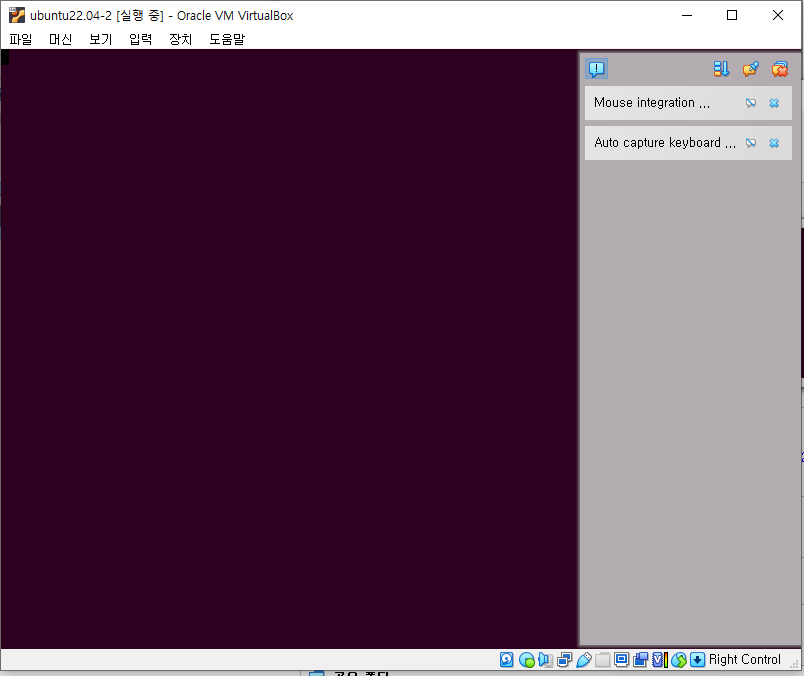 ubuntu22.04-2 [실행 중] - Oracle VM VirtualBox
파일 머신 보기 입력 장치 도움말
Mouse integration ...
Auto capture keyboard ...
Right Control